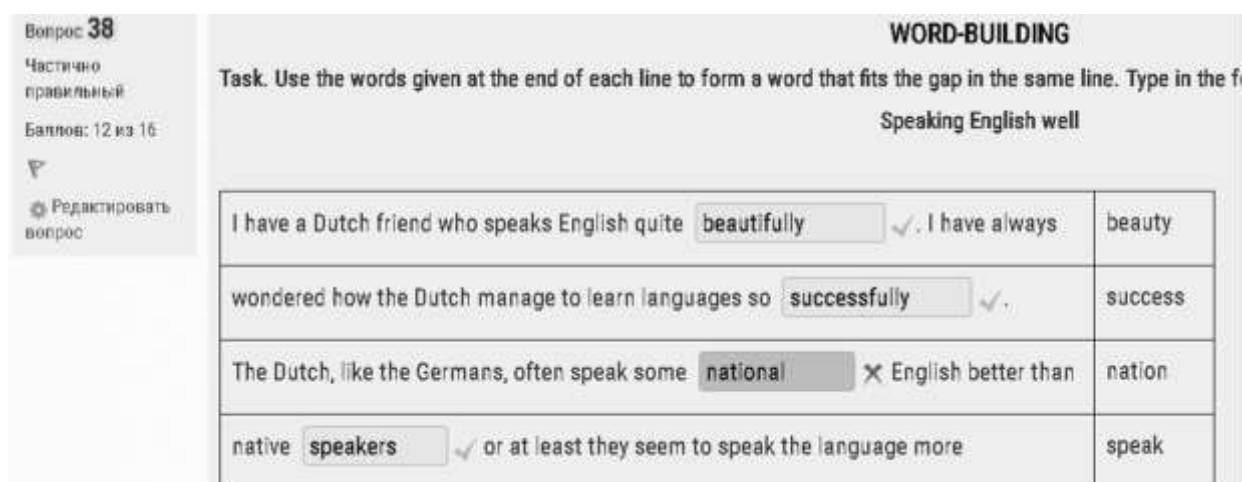 Вопрос 38
Частично
правильный
Баллов: 12 из 16
Редактировать
вопрос
WORD-BUILDING
Task. Use the words given at the end of each line to form a word that fits the gap in the same line. Type in the f
Speaking English well
I have a Dutch friend who speaks English quite beautifully . I have always beauty
wondered how the Dutch manage to learn languages so successfully . success
The Dutch, like the Germans, often speak some national English better than nation
native speakers or at least they seem to speak the language more speak